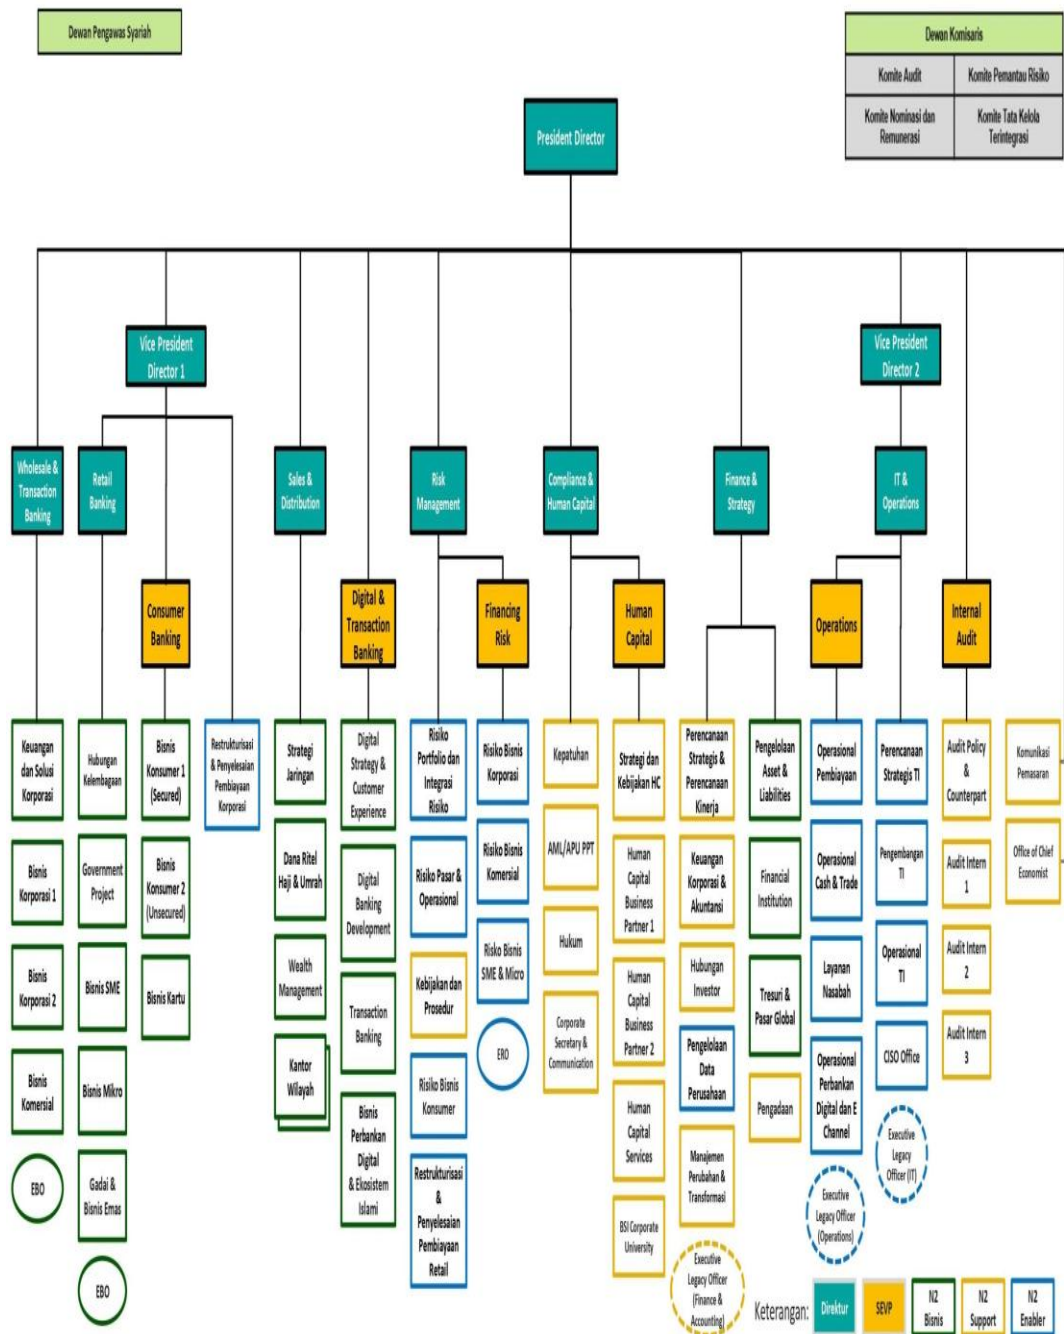 Dewan Pengawas Syariah
Dewan Komisaris
Komite Audit
Komite Pemantau Risiko
Komite Nominasi dan
Remunerasi
Komite Tata Kelola
Terintegrasi
President Director
Vice President
Director 1
Vice President
Director 2
Wholesale &
Transaction
Banking
Retail
Banking
Sales &
Distribution
Risk
Management
Compliance &
Human Capital
Finance &
Strategy
IT &
Operations
Consumer
Banking
Digital &
Transaction
Banking
Financing
Risk
Human
Capital
Operations
Internal
Audit
Keuangan
dan Solusi
Korporasi
Bisnis
Korporasi 1
Bisnis
Korporasi 2
Bisnis
Komersial
EBO
Hubungan
Kelembagaan
Government
Project
Bisnis SME
Bisnis Mikro
Gadai &
Bisnis Emas
EBO
Bisnis
Konsumer 1
(Secured)
Bisnis
Konsumer 2
(Unsecured)
Bisnis Kartu
Restrukturisasi
& Penyelesaian
Pembiayaan
Korporasi
Strategi
Jaringan
Dana Ritel
Haji & Umrah
Wealth
Management
Kantor
Wilayah
Digital
Strategy &
Customer
Experience
Digital
Banking
Development
Transaction
Banking
Bisnis
Perbankan
Digital
& Ekosistem
Islami
Risiko
Portfolio dan
Integrasi
Risiko
Risiko Pasar &
Operasional
Kebijakan dan
Prosedur
Risiko Bisnis
Konsumer
Restrukturisasi
&
Penyelesaian
Pembiayaan
Retail
Risiko Bisnis
Korporasi
Risiko Bisnis
Komersial
Risko Bisnis
SME & Micro
ERO
Kepatuhan
AML/APU PPT
Hukum
Corporate
Secretary &
Communication
Strategi dan
Kebijakan HC
Human
Capital
Business
Partner 1
Human
Capital
Business
Partner 2
Human
Capital
Services
BSI Corporate
University
Perencanaan
Strategis &
Perencanaan
Kinerja
Keuangan
Korporasi &
Akuntansi
Hubungan
Investor
Pengelolaan
Data
Perusahaan
Manajemen
Perubahan &
Transformasi
Executive
Legacy Officer
(Finance &
Accounting)
Pengelolaan
Asset &
Liabilities
Financial
Institution
Tresuri &
Pasar Global
Pengadaan
Operasional
Pembiayaan
Operasional
Cash & Trade
Layanan
Nasabah
Operasional
Perbankan
Digital dan E
Channel
Executive
Legacy Officer
(Operations)
Perencanaan
Strategis TI
Pengembangan
TI
Operasional
TI
CISO Office
Executive
Legacy
Officer (IT)
Audit Policy
&
Counterpart
Audit Intern
1
Audit Intern
2
Audit Intern
3
Komunikasi
Pemasaran
Office of Chief
Economist
Keterangan:
Direktur
SEVP
N2
Bisnis
N2
Support
N2
Enabler